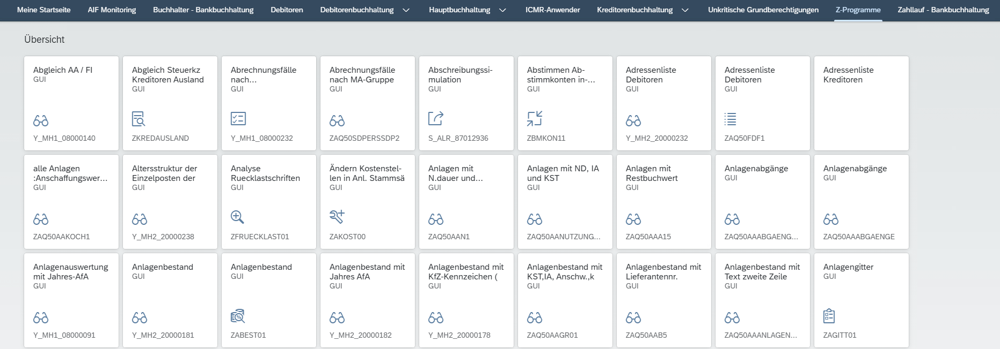 Meine Startseite AIF Monitoring Buchhalter - Bankbuchhaltung Debitoren Debitorenbuchhaltung Hauptbuchhaltung ICMR-Anwender Kreditorenbuchhaltung Unkritische Grundberechtigungen Z-Programme Zahllauf - Bankbuchhaltung
Übersicht
Abgleich AA / FI
GUI
Y_MH1_08000140
Abgleich Steuerkz
Kreditoren Ausland
GUI
ZKREDAUSLAND
Abrechnungsfälle
nach...
GUI
Y_MH1_08000232
Abrechnungsfälle
nach MA-Gruppe
GUI
ZAQ50SDPERSSDP2
Abschreibungssi-
mulation
GUI
S_ALR_87012936
Abstimmen Ab-
stimmkonten in-...
GUI
ZBMKON11
Adressenliste
Debitoren
GUI
Y_MH2_20000232
Adressenliste
Debitoren
GUI
ZAQ50FDF1
Adressenliste
Kreditoren
alle Anlagen
:Anschaffungswer...
GUI
ZAQ50AAKOCH1
Altersstruktur der
Einzelposten der
GUI
Y_MH2_20000238
Analyse
Ruecklastschriften
GUI
ZFRUECKLAST01
Ändern Kostenstel-
len in Anl. Stammsä
GUI
ZAKOST00
Anlagen mit
N.dauer und...
GUI
ZAQ50AAN1
Anlagen mit ND, IA
und KST
GUI
ZAQ50AANUTZUNG...
Anlagen mit
Restbuchwert
GUI
ZAQ50AAA15
Anlagenabgänge
GUI
ZAQ50AAABGAENG...
Anlagenabgänge
GUI
ZAQ50AAABGAENGE
Anlagenauswertung
mit Jahres-AfA
GUI
Y_MH1_08000091
Anlagenbestand
GUI
Y_MH2_20000181
Anlagenbestand
GUI
ZABEST01
Anlagenbestand mit
Jahres AfA
GUI
Y_MH2_20000182
Anlagenbestand mit
KfZ-Kennzeichen (
GUI
Y_MH2_20000178
Anlagenbestand mit
KST,IA, Anschw.,k
GUI
ZAQ50AAGR01
Anlagenbestand mit
Lieferantennr.
GUI
ZAQ50AAB5
Anlagenbestand mit
Text zweite Zeile
GUI
ZAQ50AAANLAGEN...
Anlagengitter
GUI
ZAGITT01